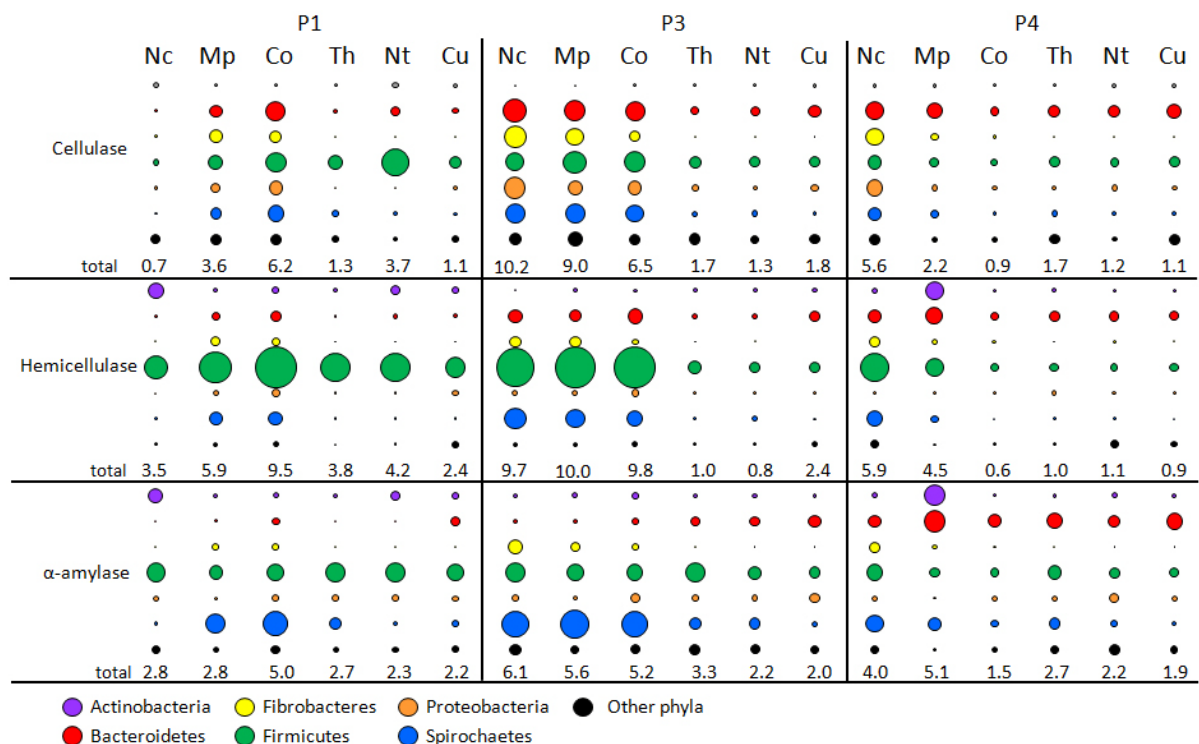 P1 P3 P4
Nc Mp Co Th Nt Cu Nc Mp Co Th Nt Cu Nc Mp Co Th Nt Cu
Cellulase
total 0.7 3.6 6.2 1.3 3.7 1.1 10.2 9.0 6.5 1.7 1.3 1.8 5.6 2.2 0.9 1.7 1.2 1.1
Hemicellulase
total 3.5 5.9 9.5 3.8 4.2 2.4 9.7 10.0 9.8 1.0 0.8 2.4 5.9 4.5 0.6 1.0 1.1 0.9
α-amylase
total 2.8 2.8 5.0 2.7 2.3 2.2 6.1 5.6 5.2 3.3 2.2 2.0 4.0 5.1 1.5 2.7 2.2 1.9
Actinobacteria Fibrobacteres Proteobacteria Other phyla
Bacteroidetes Firmicutes Spirochaetes